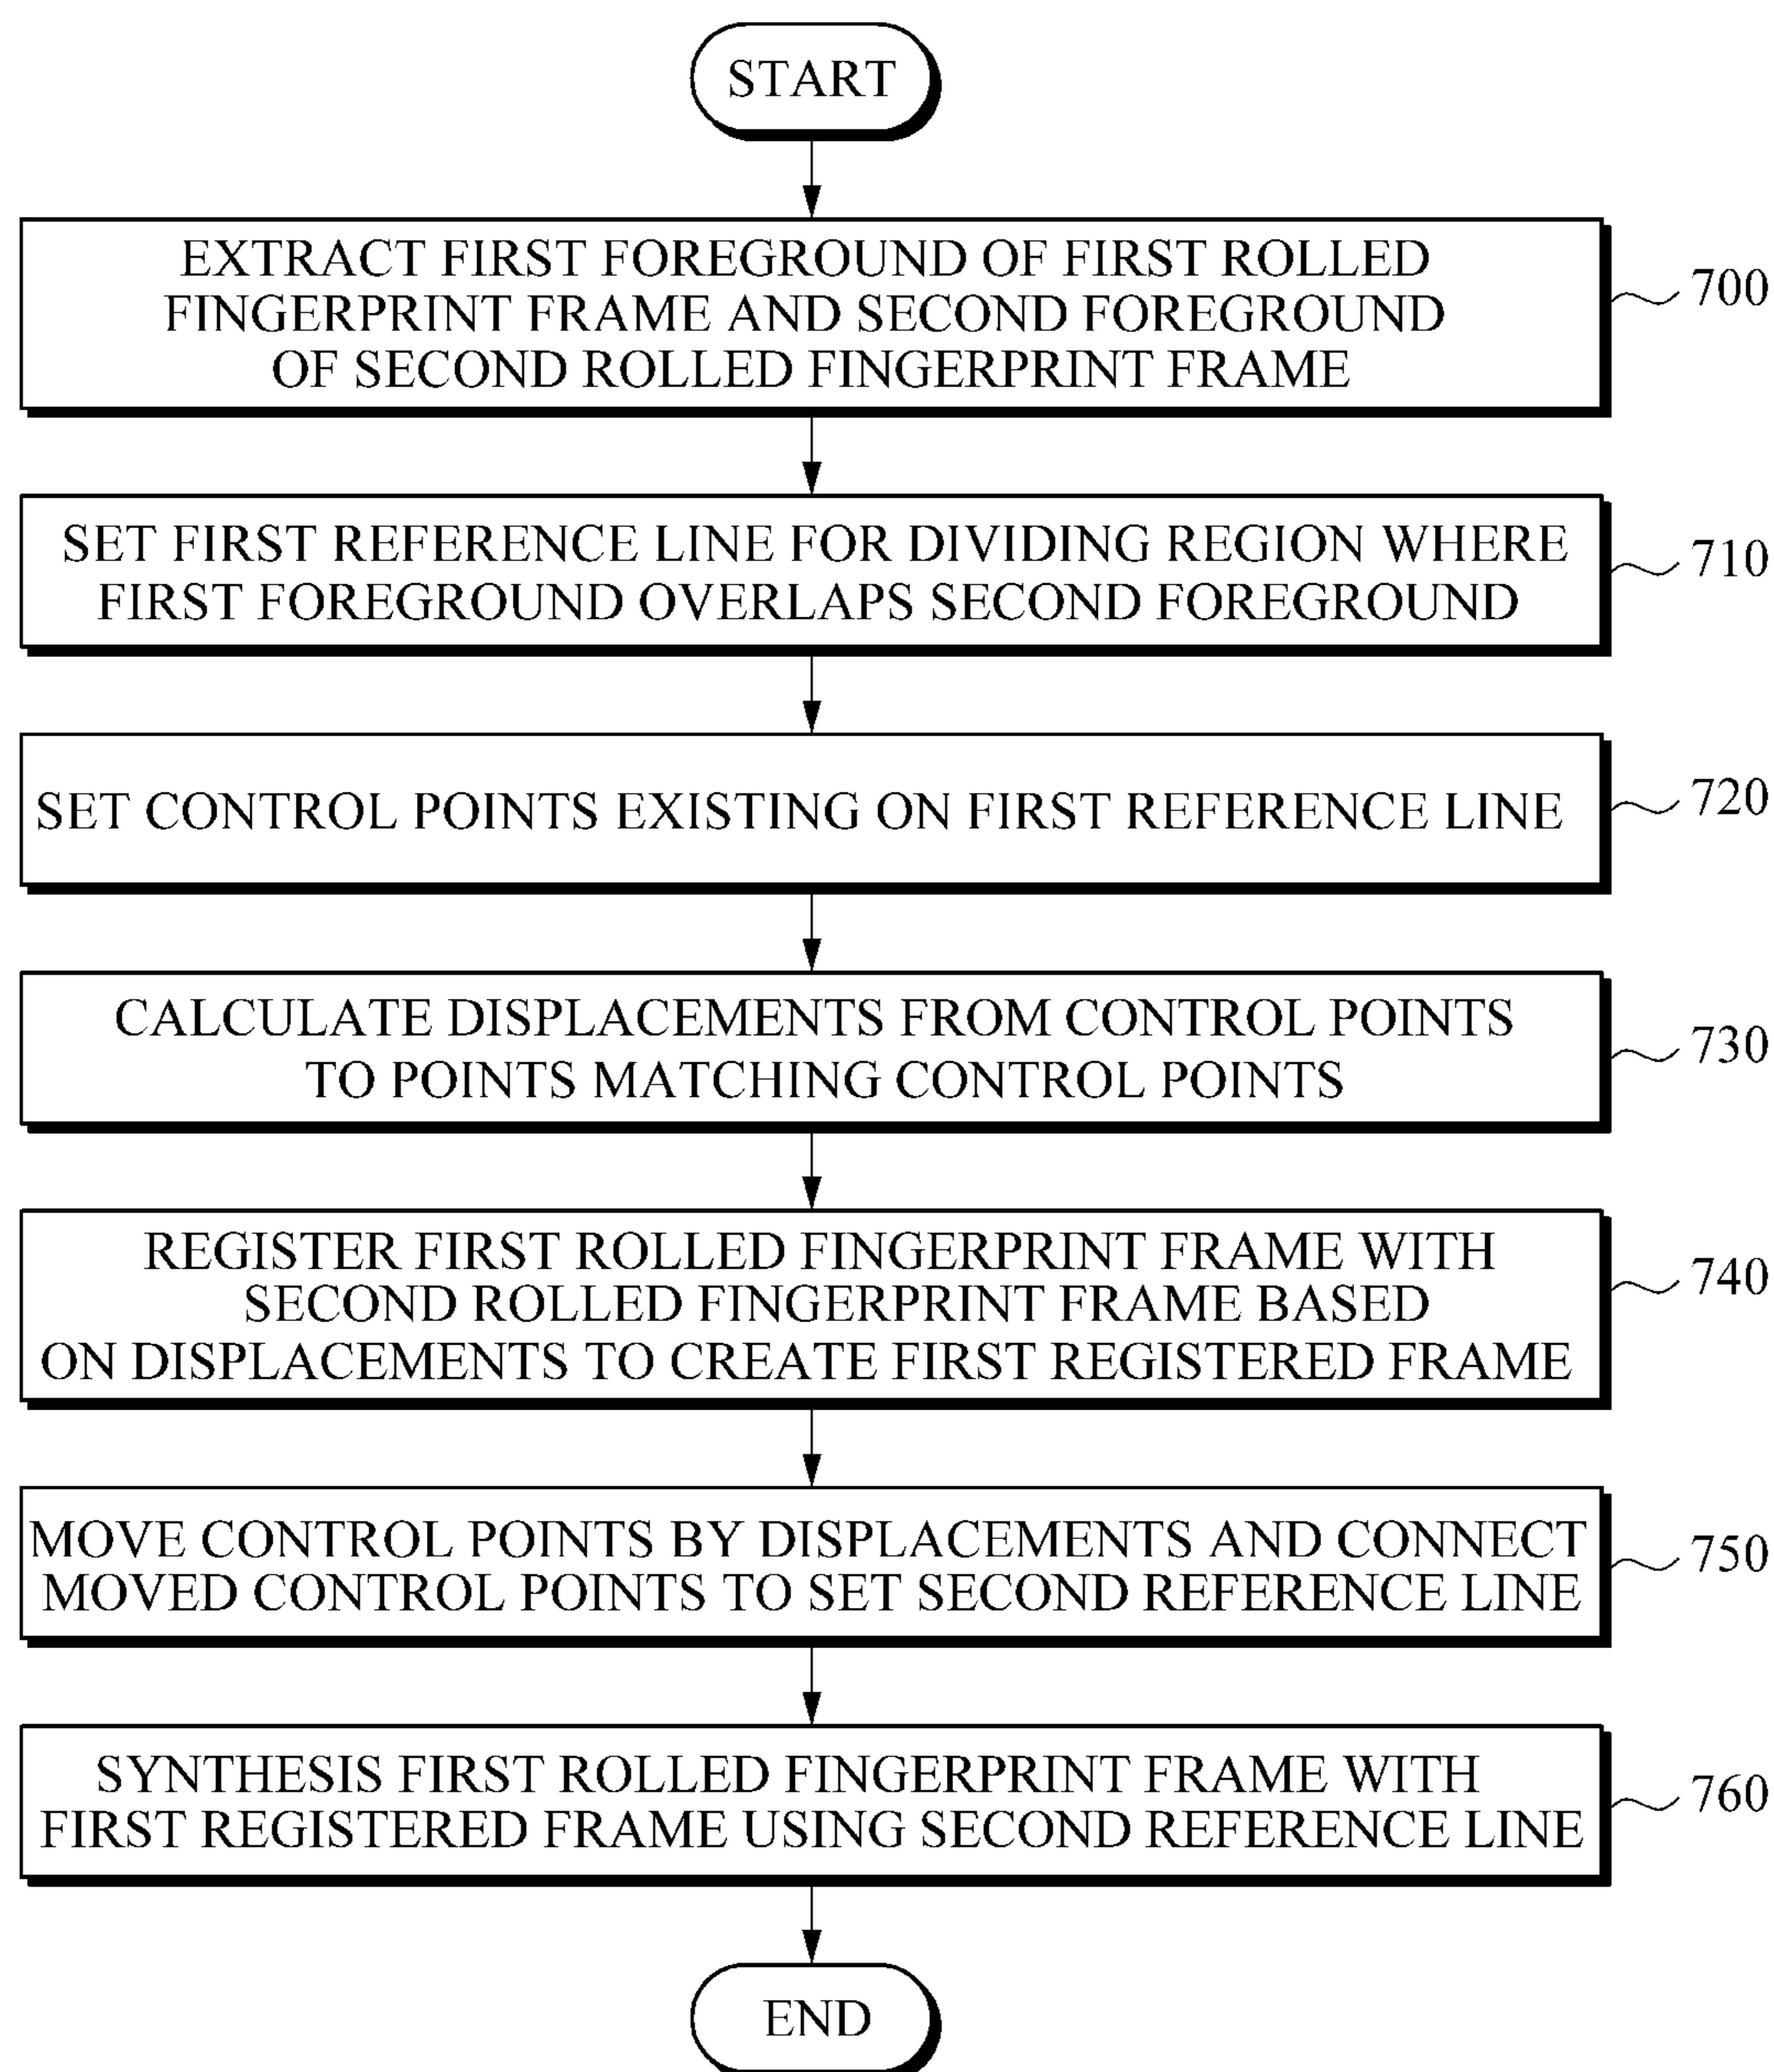 START
EXTRACT FIRST FOREGROUND OF FIRST ROLLED
FINGERPRINT FRAME AND SECOND FOREGROUND
OF SECOND ROLLED FINGERPRINT FRAME
700
SET FIRST REFERENCE LINE FOR DIVIDING REGION WHERE
FIRST FOREGROUND OVERLAPS SECOND FOREGROUND
710
SET CONTROL POINTS EXISTING ON FIRST REFERENCE LINE
720
CALCULATE DISPLACEMENTS FROM CONTROL POINTS
TO POINTS MATCHING CONTROL POINTS
730
REGISTER FIRST ROLLED FINGERPRINT FRAME WITH
SECOND ROLLED FINGERPRINT FRAME BASED
ON DISPLACEMENTS TO CREATE FIRST REGISTERED FRAME
740
MOVE CONTROL POINTS BY DISPLACEMENTS AND CONNECT
MOVED CONTROL POINTS TO SET SECOND REFERENCE LINE
750
SYNTHESIS FIRST ROLLED FINGERPRINT FRAME WITH
FIRST REGISTERED FRAME USING SECOND REFERENCE LINE
760
END